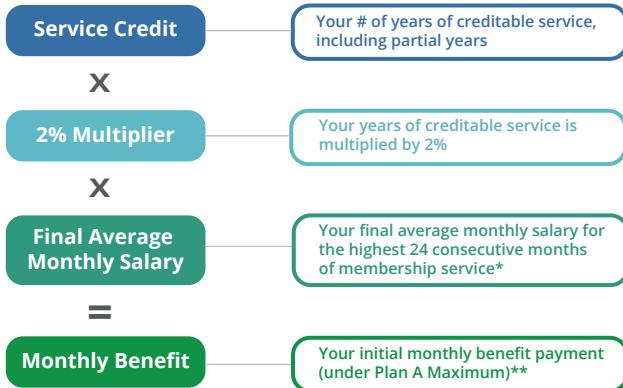 Service Credit
Your # of years of creditable service,
including partial years
X
2% Multiplier
Your years of creditable service is
multiplied by 2%
X
Final Average
Monthly Salary
Your final average monthly salary for
the highest 24 consecutive months
of membership service*
=
Monthly Benefit
Your initial monthly benefit payment
(under Plan A Maximum)**